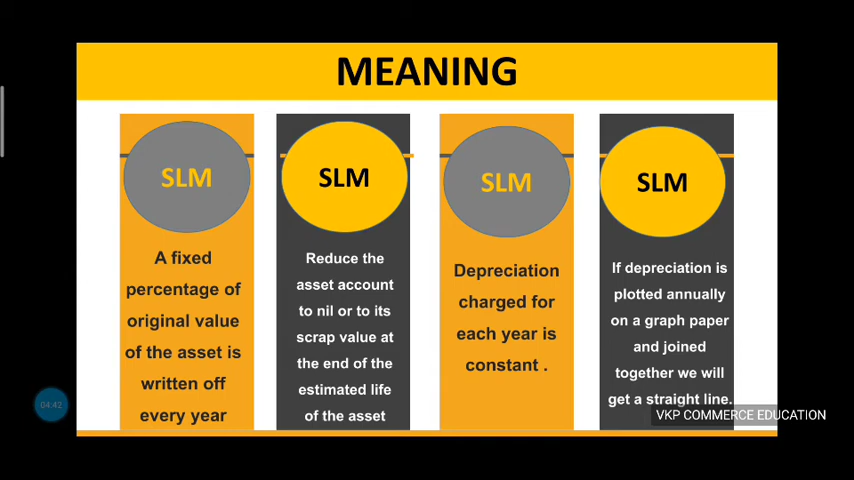 MEANING
SLM
A fixed
percentage of
original value
of the asset is
written off
every year
SLM
Reduce the
asset account
to nil or to its
scrap value at
the end of the
estimated life
of the asset
SLM
Depreciation
charged for
each year is
constant .
SLM
If depreciation is
plotted annually
on a graph paper
and joined
together we will
get a straight line.
04:42
VKP COMMERCE EDUCATION